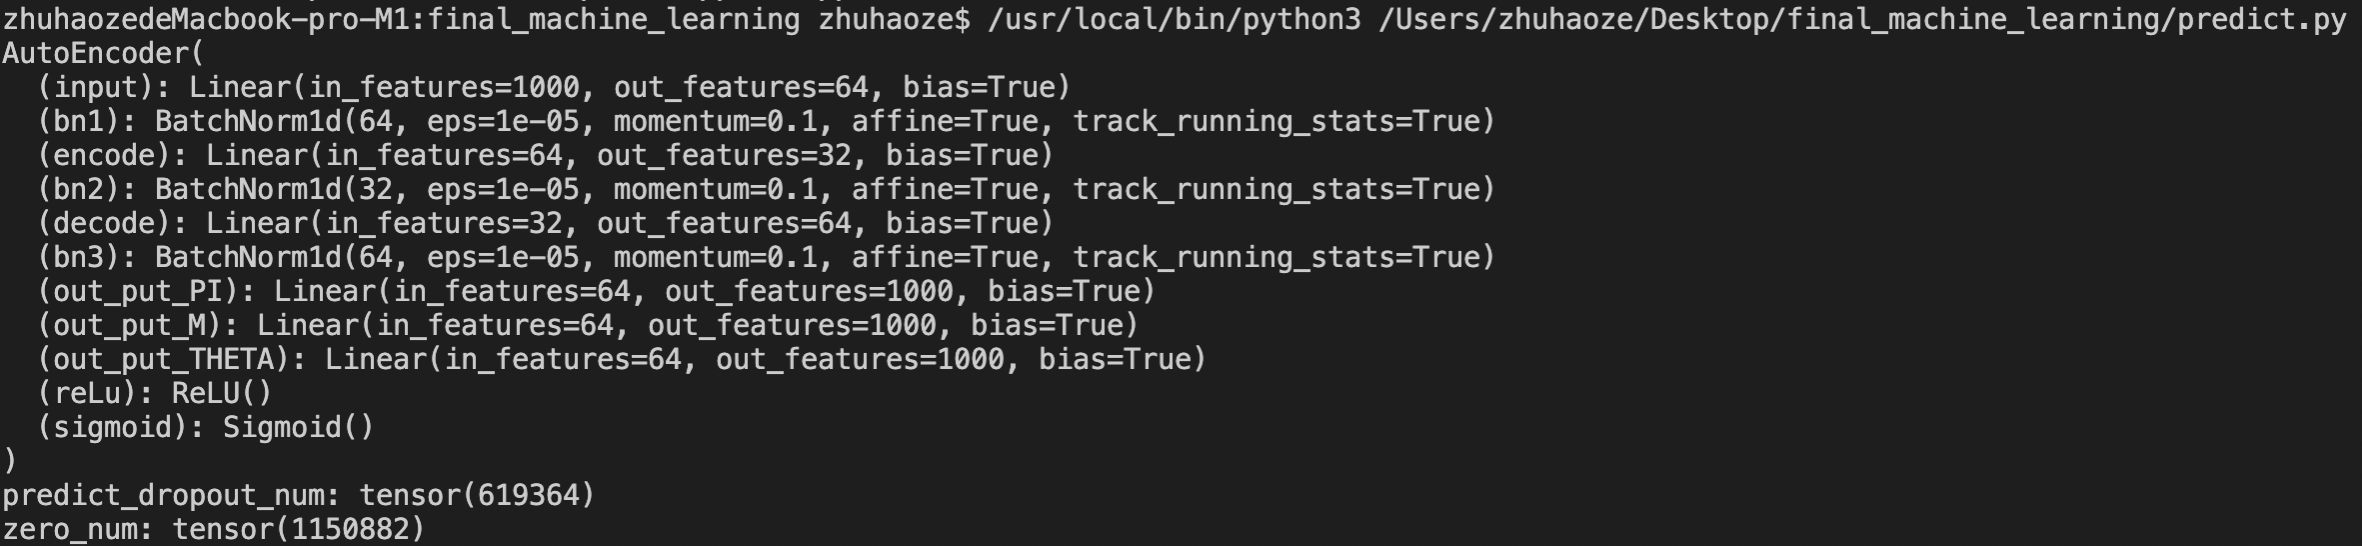 zhuhaozedeMacbook-pro-M1:final_machine_learning zhuhaoze$ /usr/local/bin/python3 /Users/zhuhaoze/Desktop/final_machine_learning/predict.py
AutoEncoder(
  (input): Linear(in_features=1000, out_features=64, bias=True)
  (bn1): BatchNorm1d(64, eps=1e-05, momentum=0.1, affine=True, track_running_stats=True)
  (encode): Linear(in_features=64, out_features=32, bias=True)
  (bn2): BatchNorm1d(32, eps=1e-05, momentum=0.1, affine=True, track_running_stats=True)
  (decode): Linear(in_features=32, out_features=64, bias=True)
  (bn3): BatchNorm1d(64, eps=1e-05, momentum=0.1, affine=True, track_running_stats=True)
  (out_put_PI): Linear(in_features=64, out_features=1000, bias=True)
  (out_put_M): Linear(in_features=64, out_features=1000, bias=True)
  (out_put_THETA): Linear(in_features=64, out_features=1000, bias=True)
  (reLu): ReLU()
  (sigmoid): Sigmoid()
)
predict_dropout_num: tensor(619364)
zero_num: tensor(1150882)